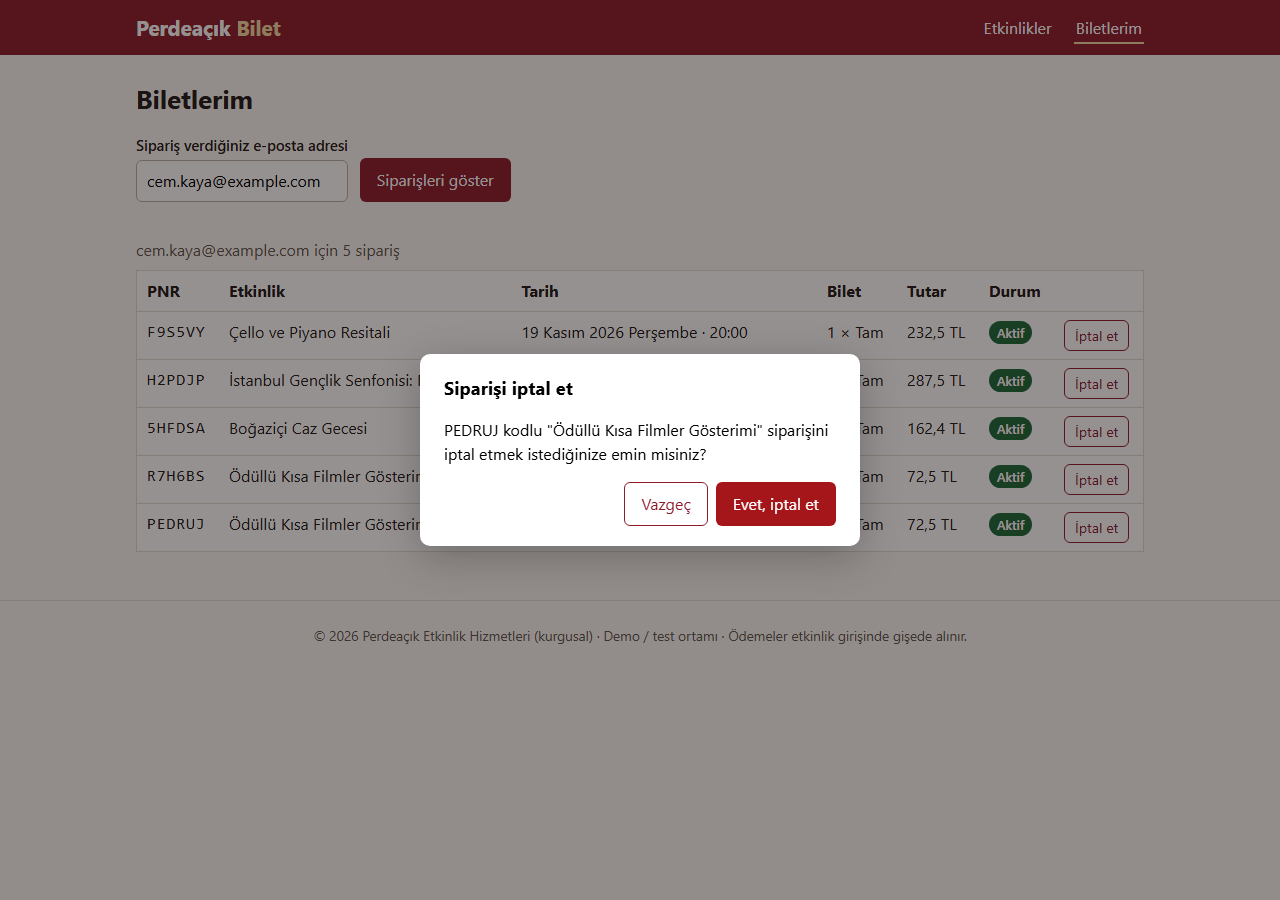 Perdeaçık Bilet
Etkinlikler Biletlerim
Biletlerim
Sipariş verdiğiniz e-posta adresi
cem.kaya@example.com Siparişleri göster
cem.kaya@example.com için 5 sipariş
PNR Etkinlik Tarih Bilet Tutar Durum
F9S5VY Çello ve Piyano Resitali 19 Kasım 2026 Perşembe · 20:00 1 × Tam 232,5 TL Aktif İptal et
H2PDJP İstanbul Gençlik Senfonisi: Tam 287,5 TL Aktif İptal et
5HFDSA Boğaziçi Caz Gecesi Tam 162,4 TL Aktif İptal et
R7H6BS Ödüllü Kısa Filmler Tam 72,5 TL Aktif İptal et
PEDRUJ Ödüllü Kısa Filmler Tam 72,5 TL Aktif İptal et
Siparişi iptal et
PEDRUJ kodlu "Ödüllü Kısa Filmler Gösterimi" siparişini
iptal etmek istediğinize emin misiniz?
Vazgeç Evet, iptal et
© 2026 Perdeaçık Etkinlik Hizmetleri (kurgusal) · Demo / test ortamı · Ödemeler etkinlik girişinde gişede alınır.